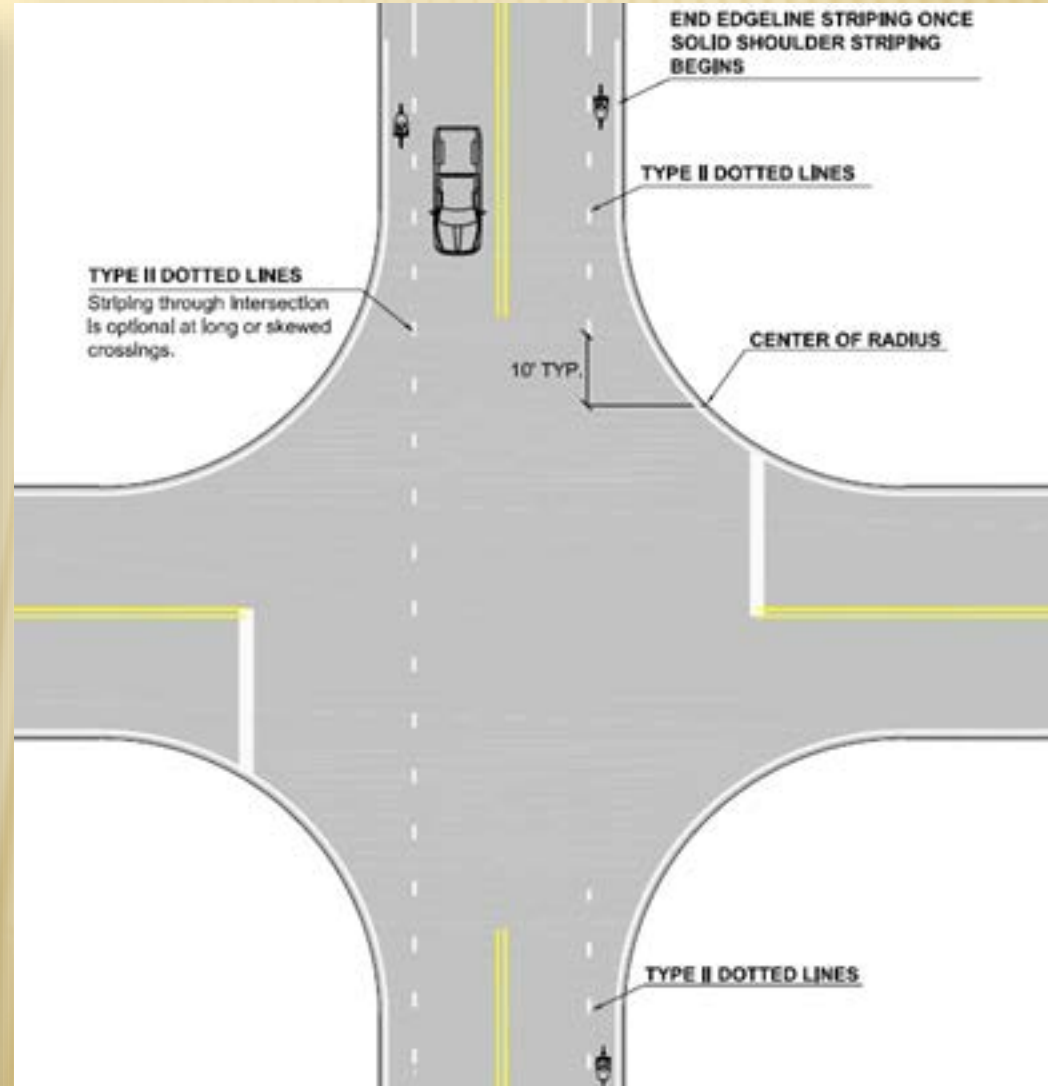 END EDGELINE STRIPING ONCE
SOLID SHOULDER STRIPING
BEGINS
TYPE II DOTTED LINES
TYPE II DOTTED LINES
Striping through intersection
is optional at long or skewed
crossings.
CENTER OF RADIUS
10' TYP.
TYPE II DOTTED LINES